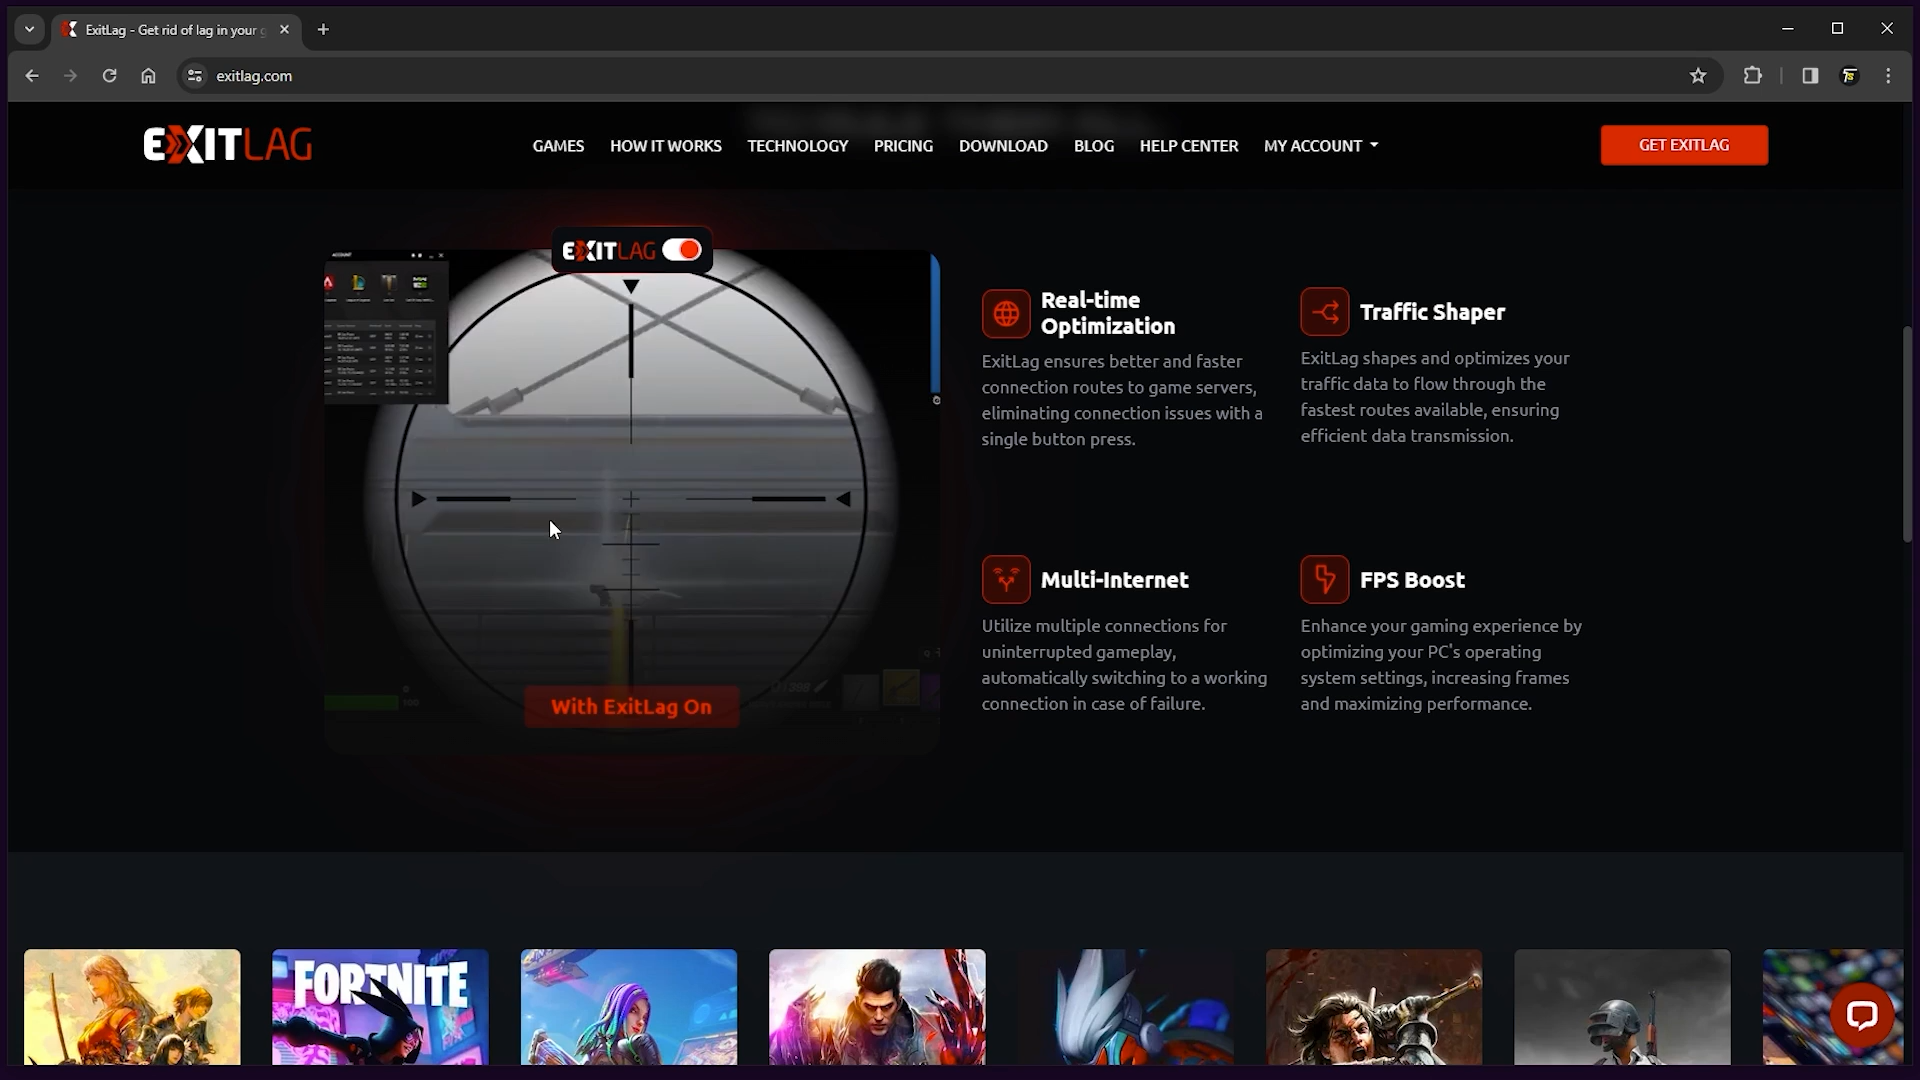 ExitLag - Get rid of lag in your g
exitlag.com
EXITLAG
GAMES
HOW IT WORKS
TECHNOLOGY
PRICING
DOWNLOAD
BLOG
HELP CENTER
MY ACCOUNT
GET EXITLAG
EXITLAG
ACCOUNT
With ExitLag On
Real-time
Optimization
ExitLag ensures better and faster
connection routes to game servers,
eliminating connection issues with a
single button press.
Traffic Shaper
ExitLag shapes and optimizes your
traffic data to flow through the
fastest routes available, ensuring
efficient data transmission.
Multi-Internet
Utilize multiple connections for
uninterrupted gameplay,
automatically switching to a working
connection in case of failure.
FPS Boost
Enhance your gaming experience by
optimizing your PC's operating
system settings, increasing frames
and maximizing performance.
FORTNITE